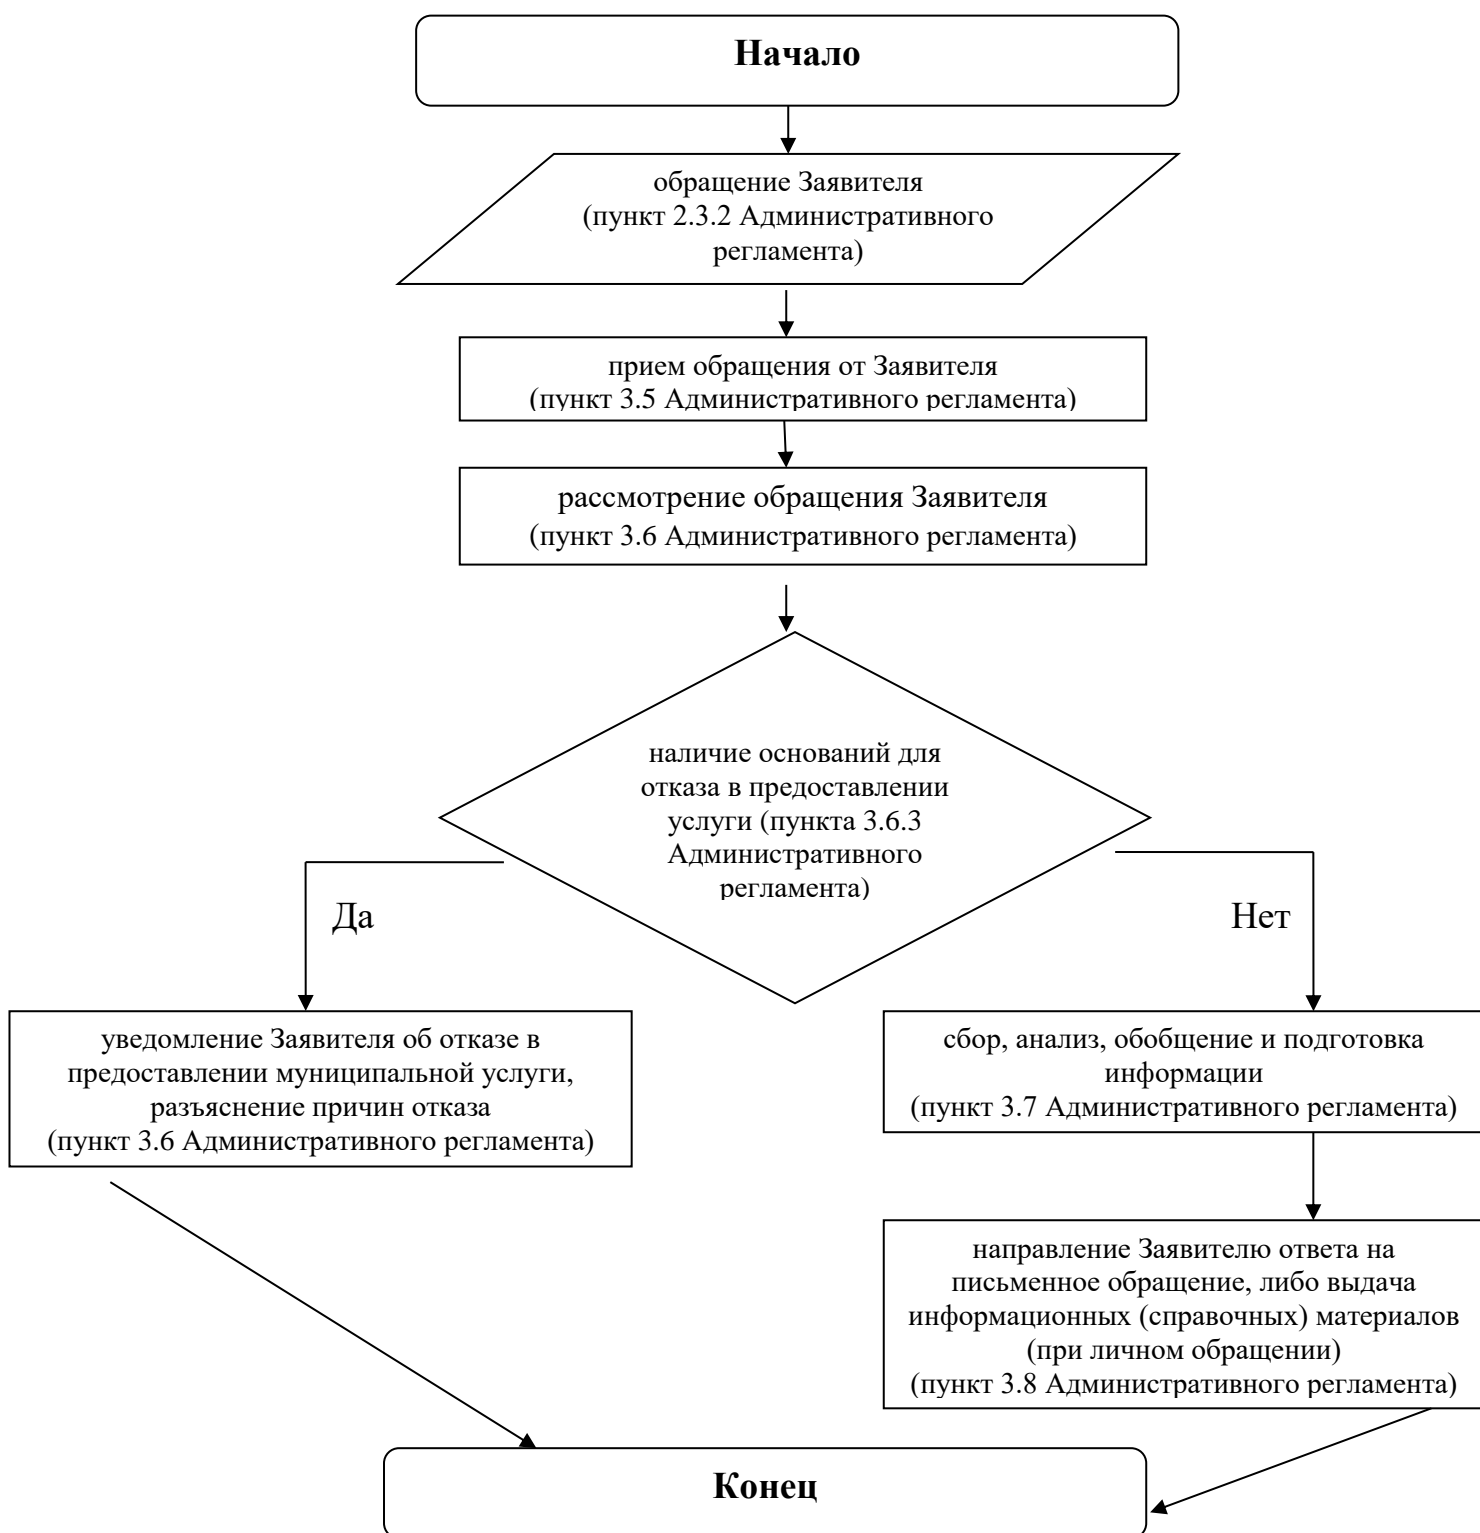 Начало
обращение Заявителя
(пункт 2.3.2 Административного
регламента)
прием обращения от Заявителя
(пункт 3.5 Административного регламента)
рассмотрение обращения Заявителя
(пункт 3.6 Административного регламента)
наличие оснований для
отказа в предоставлении
услуги (пункта 3.6.3
Административного
регламента)
Да
Нет
уведомление Заявителя об отказе в
предоставлении муниципальной услуги,
разъяснение причин отказа
(пункт 3.6 Административного регламента)
сбор, анализ, обобщение и подготовка
информации
(пункт 3.7 Административного регламента)
направление Заявителю ответа на
письменное обращение, либо выдача
информационных (справочных) материалов
(при личном обращении)
(пункт 3.8 Административного регламента)
Конец